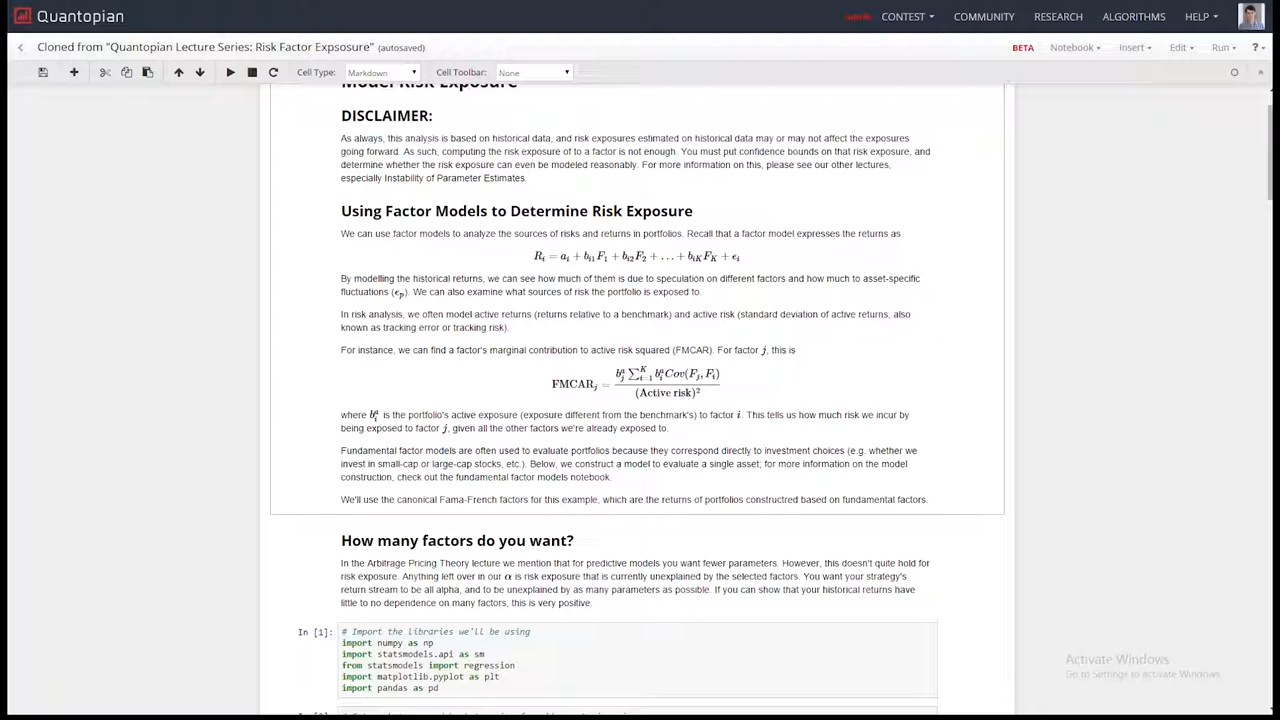 Quantopian
CONTEST
COMMUNITY
RESEARCH
ALGORITHMS
HELP
Cloned from "Quantopian Lecture Series: Risk Factor Expsosure" (autosaved)
BETA
Notebook
Insert
Edit
Run
?
Cell Type:
Markdown
Cell Toolbar:
None
Model Risk Exposure
DISCLAIMER:
As always, this analysis is based on historical data, and risk exposures estimated on historical data may or may not affect the exposures
going forward. As such, computing the risk exposure of to a factor is not enough. You must put confidence bounds on that risk exposure, and
determine whether the risk exposure can even be modeled reasonably. For more information on this, please see our other lectures,
especially Instability of Parameter Estimates.
Using Factor Models to Determine Risk Exposure
We can use factor models to analyze the sources of risks and returns in portfolios. Recall that a factor model expresses the returns as
R_i = a_i + b_{i1}F_1 + b_{i2}F_2 + … + b_{iK}F_K + ϵ_i
By modelling the historical returns, we can see how much of them is due to speculation on different factors and how much to asset-specific
fluctuations (ϵ_p). We can also examine what sources of risk the portfolio is exposed to.
In risk analysis, we often model active returns (returns relative to a benchmark) and active risk (standard deviation of active returns, also
known as tracking error or tracking risk).
For instance, we can find a factor's marginal contribution to active risk squared (FMCAR). For factor j, this is
FMCAR_j = \frac{b_j^a \sum_{i=1}^K b_i^a Cov(F_j, F_i)}{(Active risk)^2}
where b_i^a is the portfolio's active exposure (exposure different from the benchmark's) to factor i. This tells us how much risk we incur by
being exposed to factor j, given all the other factors we're already exposed to.
Fundamental factor models are often used to evaluate portfolios because they correspond directly to investment choices (e.g. whether we
invest in small-cap or large-cap stocks, etc.). Below, we construct a model to evaluate a single asset; for more information on the model
construction, check out the fundamental factor models notebook.
We'll use the canonical Fama-French factors for this example, which are the returns of portfolios constructred based on fundamental factors.
How many factors do you want?
In the Arbitrage Pricing Theory lecture we mention that for predictive models you want fewer parameters. However, this doesn't quite hold for
risk exposure. Anything left over in our α is risk exposure that is currently unexplained by the selected factors. You want your strategy's
return stream to be all alpha, and to be unexplained by as many parameters as possible. If you can show that your historical returns have
little to no dependence on many factors, this is very positive.
In [1]:
# Import the libraries we'll be using
import numpy as np
import statsmodels.api as sm
from statsmodels import regression
import matplotlib.pyplot as plt
import pandas as pd
Activate Windows
Go to Settings to activate Windows.